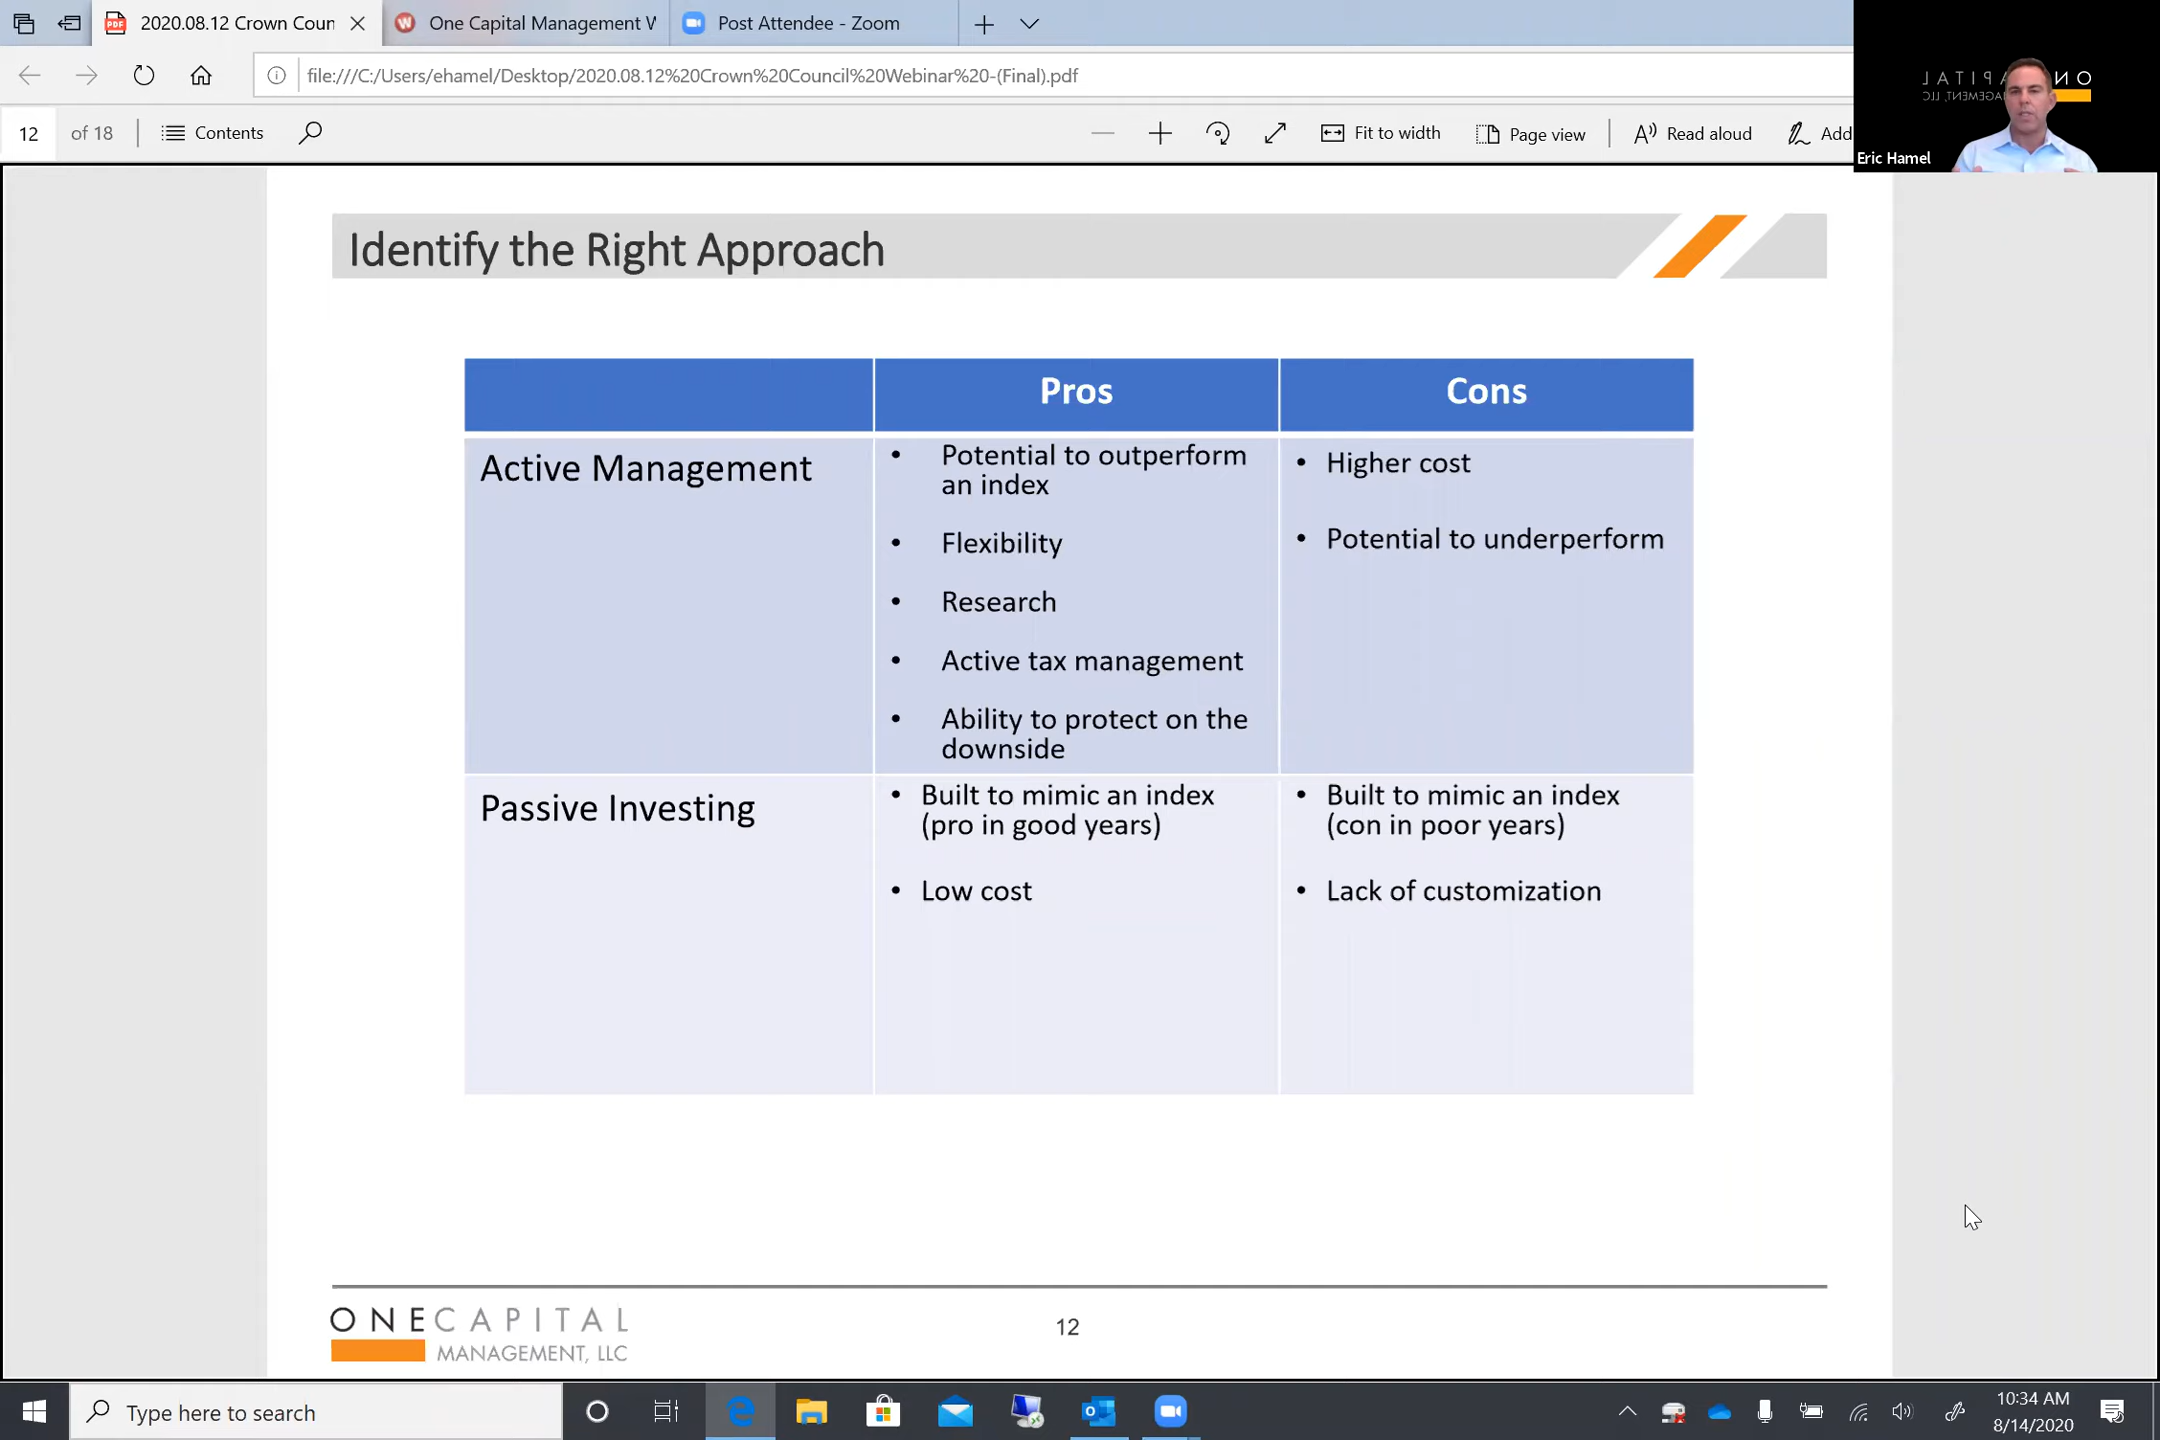 2020.08.12 Crown Coun
One Capital Management W
Post Attendee - Zoom
file:///C:/Users/ehamel/Desktop/2020.08.12%20Crown%20Council%20Webinar%20-(Final).pdf
12 of 18
Contents
Fit to width
Page view
Read aloud
Add
ONE CAPITAL
MANAGEMENT, LLC
Eric Hamel
Identify the Right Approach
Pros
Cons
Active Management
• Potential to outperform
an index
• Flexibility
• Research
• Active tax management
• Ability to protect on the
downside
• Higher cost
• Potential to underperform
Passive Investing
• Built to mimic an index
(pro in good years)
• Low cost
• Built to mimic an index
(con in poor years)
• Lack of customization
ONECAPITAL
MANAGEMENT, LLC
12
Type here to search
10:34 AM
8/14/2020